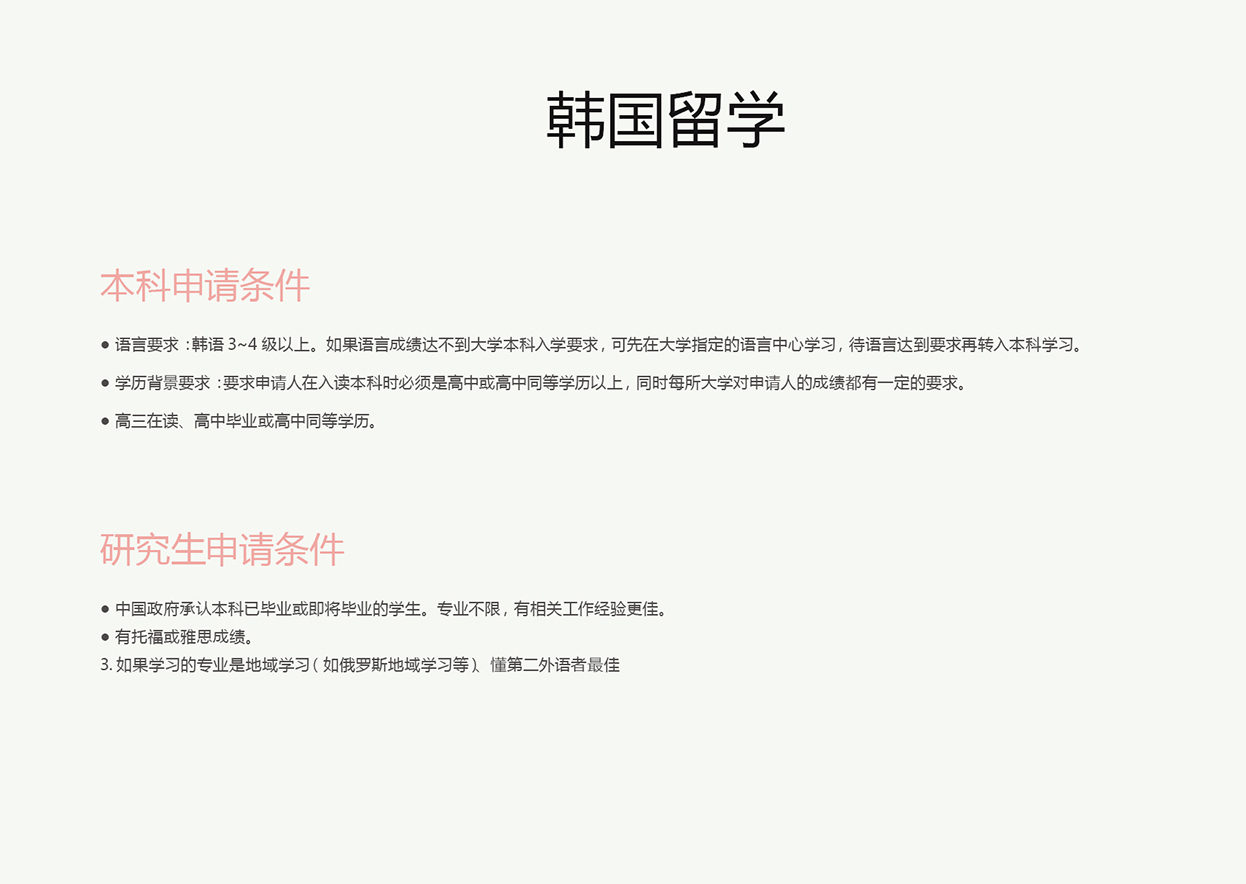 韩国留学
本科申请条件
● 语言要求：韩语 3~4 级以上。如果语言成绩达不到大学本科入学要求，可先在大学指定的语言中心学习，待语言达到要求再转入本科学习。
● 学历背景要求：要求申请人在入读本科时必须是高中或高中同等学历以上，同时每所大学对申请人的成绩都有一定的要求。
● 高三在读、高中毕业或高中同等学历。
研究生申请条件
● 中国政府承认本科已毕业或即将毕业的学生。专业不限，有相关工作经验更佳。
● 有托福或雅思成绩。
3. 如果学习的专业是地域学习（如俄罗斯地域学习等）、懂第二外语者最佳